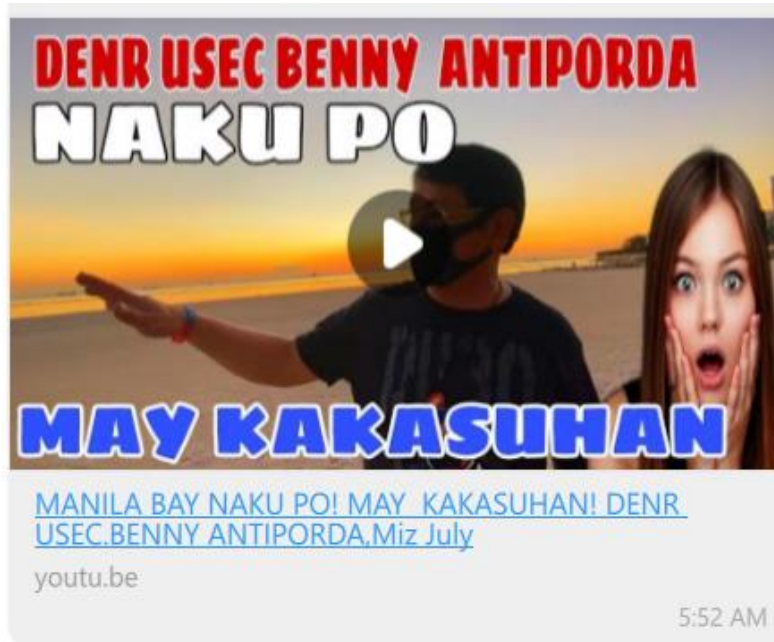 DENR USEC BENNY ANTIPORDA
NAKU PO
MAY KAKASUHAN
MANILA BAY NAKU PO! MAY KAKASUHAN! DENR
USEC.BENNY ANTIPORDA,Miz July
youtu.be
5:52 AM